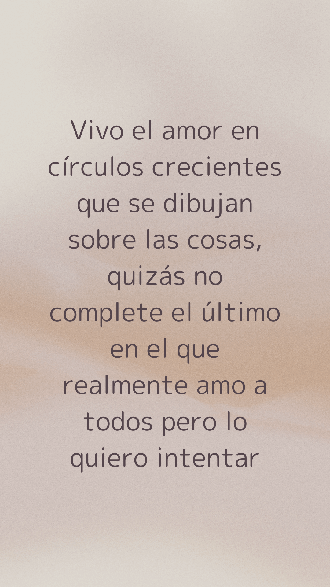 Vivo el amor en
círculos crecientes
que se dibujan
sobre las cosas,
quizás no
complete el último
en el que
realmente amo a
todos pero lo
quiero intentar